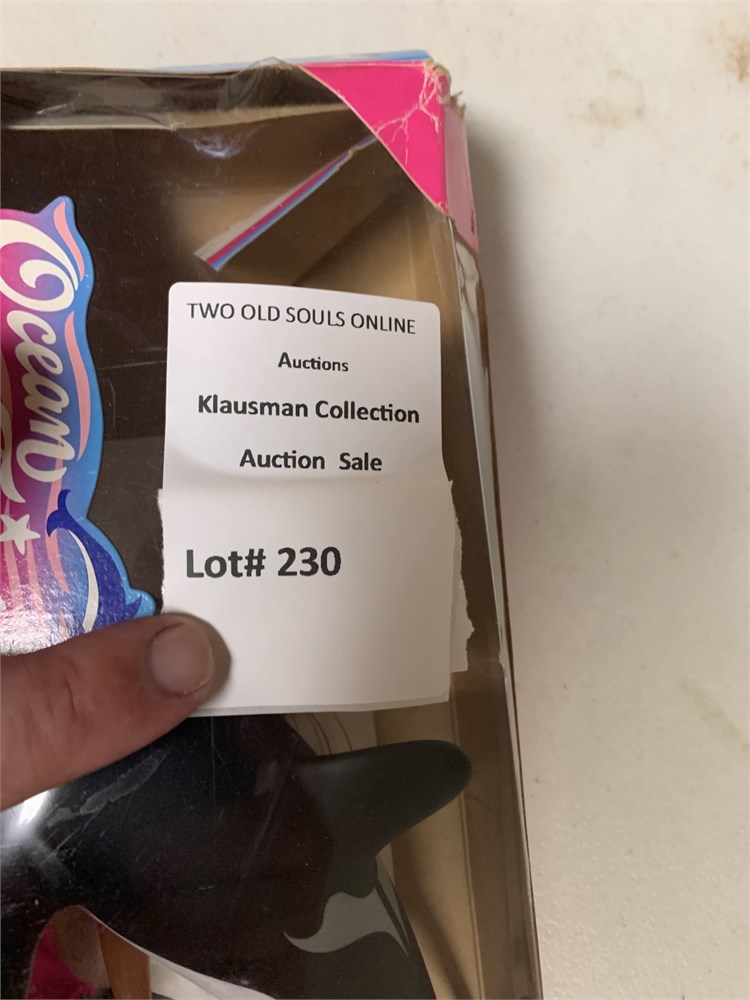 TWO OLD SOULS ONLINE
Auctions
Klausman Collection
Auction Sale
Lot# 230
Ocean